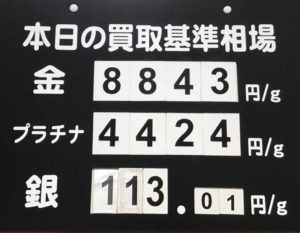 本日の買取基準相場
金 8843 円/g
プラチナ 4424 円/g
銀 113.01 円/g